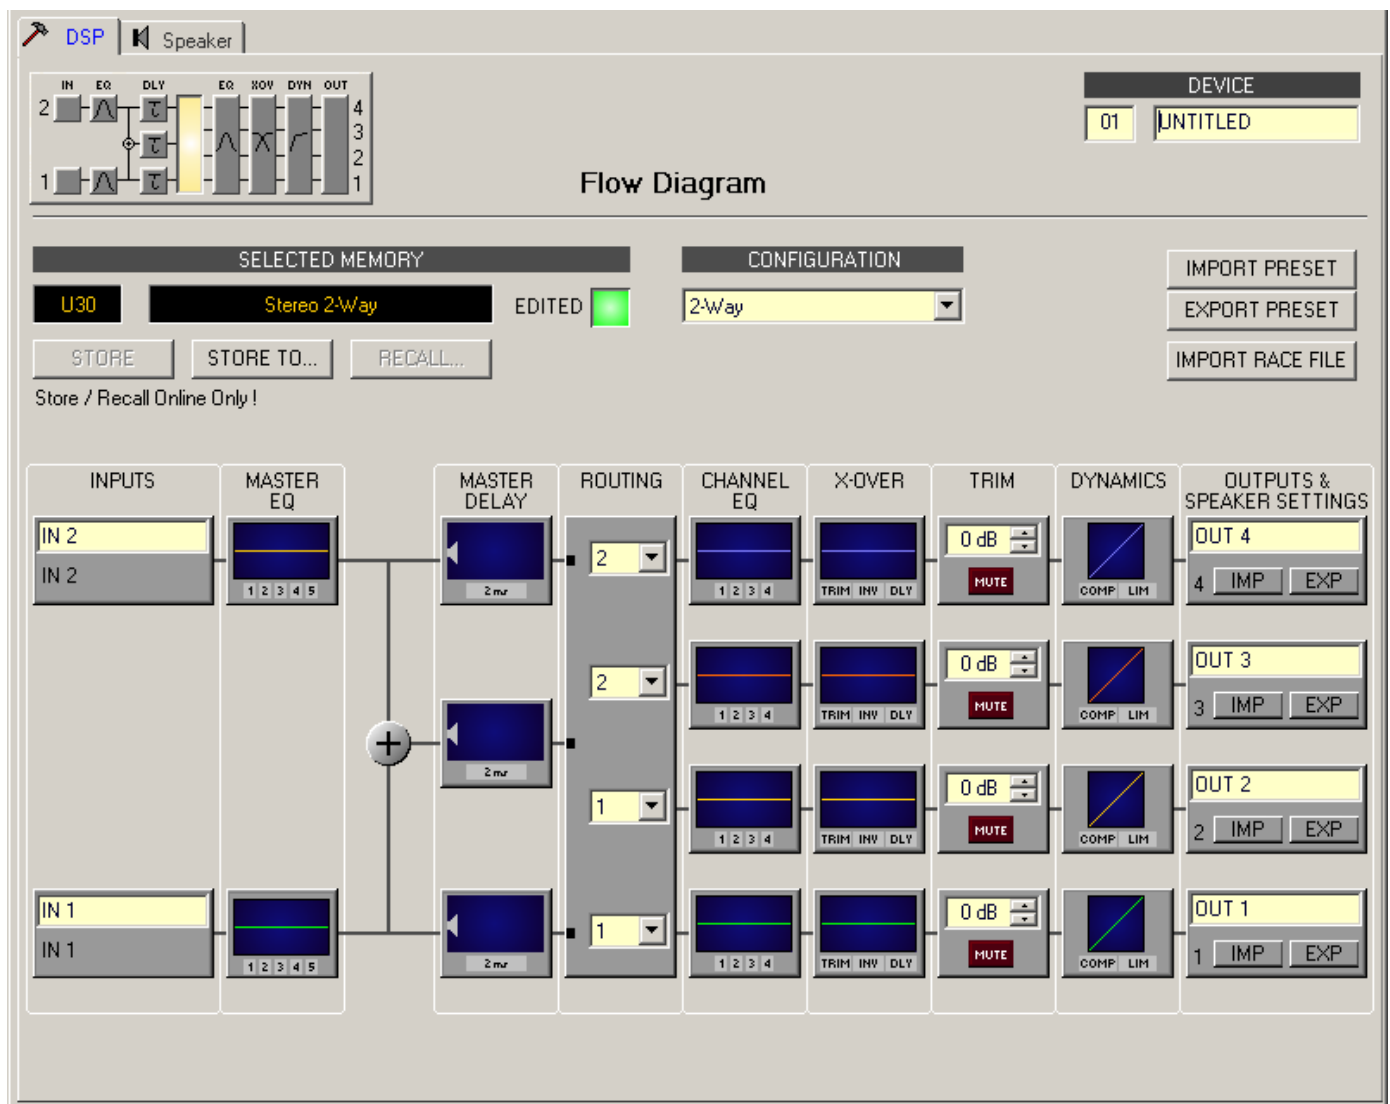 DSP Speaker
IN EQ DLY EQ XOV DYN OUT
2 4
3
2
1 1
DEVICE
01 UNTITLED
Flow Diagram
SELECTED MEMORY
CONFIGURATION
IMPORT PRESET
U30 Stereo 2-Way EDITED
2-Way
EXPORT PRESET
STORE STORE TO... RECALL...
IMPORT RACE FILE
Store / Recall Online Only !
INPUTS MASTER EQ MASTER DELAY ROUTING CHANNEL EQ X-OVER TRIM DYNAMICS OUTPUTS & SPEAKER SETTINGS
IN 2 2 0 dB OUT 4
IN 2 1 2 3 4 5 2 ms 1 2 3 4 TRIM INV DLY MUTE COMP LIM 4 IMP EXP
2 0 dB OUT 3
1 2 3 4 TRIM INV DLY MUTE COMP LIM 3 IMP EXP
2 ms
1 0 dB OUT 2
1 2 3 4 TRIM INV DLY MUTE COMP LIM 2 IMP EXP
IN 1 1 0 dB OUT 1
IN 1 1 2 3 4 5 2 ms 1 2 3 4 TRIM INV DLY MUTE COMP LIM 1 IMP EXP